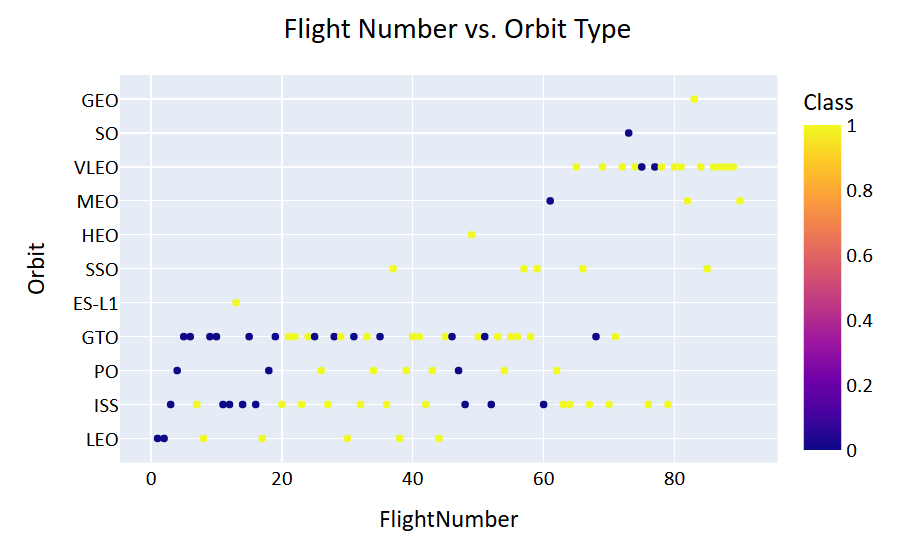 Flight Number vs. Orbit Type
Class
GEO
SO
VLEO
MEO
HEO
SSO
ES-L1
GTO
PO
ISS
LEO
Orbit
0
20
40
60
80
FlightNumber
1
0.8
0.6
0.4
0.2
0